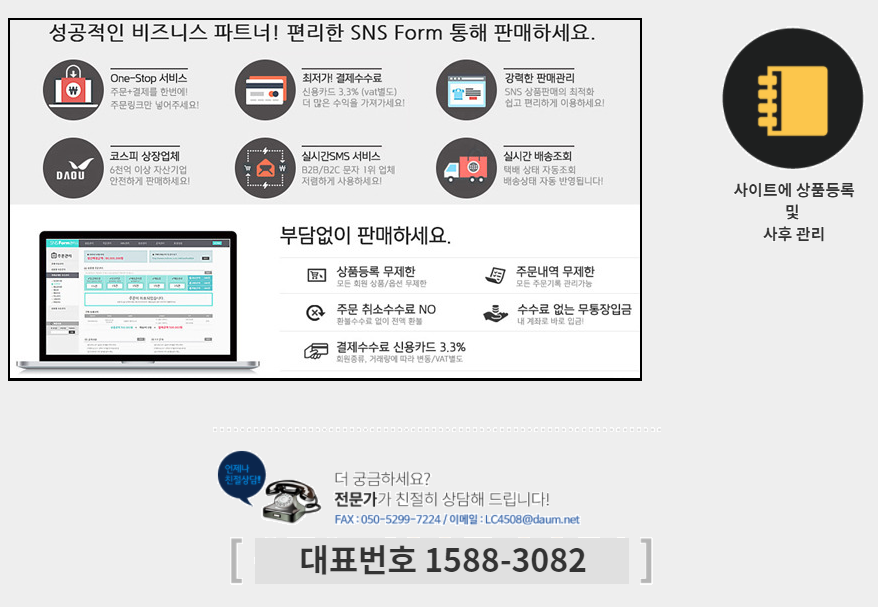 성공적인 비즈니스 파트너! 편리한 SNS Form 통해 판매하세요.
One-Stop 서비스
주문+결제를 한번에!
주문링크만 넣어주세요!
최저가! 결제수수료
신용카드 3,3% (vat별도)
더 많은 수익을 가져가세요!
강력한 판매관리
SNS 상품판매의 최적화
쉽고 편리하게 이용하세요!
DAOU
코스피 상장업체
6천억 이상 자산기업
안전하게 판매하세요!
실시간SMS 서비스
B2B/B2C 문자 1위 업체
저렴하게 사용하세요!
실시간 배송조회
택배 상태 자동조회
배송상태 자동 반영됩니다!
사이트에 상품등록
및
사후 관리
부담없이 판매하세요.
상품등록 무제한
모든 회원 상품/옵션 무제한
주문내역 무제한
모든 주문기록 관리가능
주문 취소수수료 NO
환불수수료 없이 전액 환불
수수료 없는 무통장입금
내 계좌로 바로 입금!
결제수수료 신용카드 3.3%
회원종류, 거래량에 따라 변동/VAT별도
주문관리
언제나
친절상담!
더 궁금하세요?
전문가가 친절히 상담해 드립니다!
FAX : 050-5299-7224 / 이메일 : LC4508@daum.net
[ 대표번호 1588-3082 ]